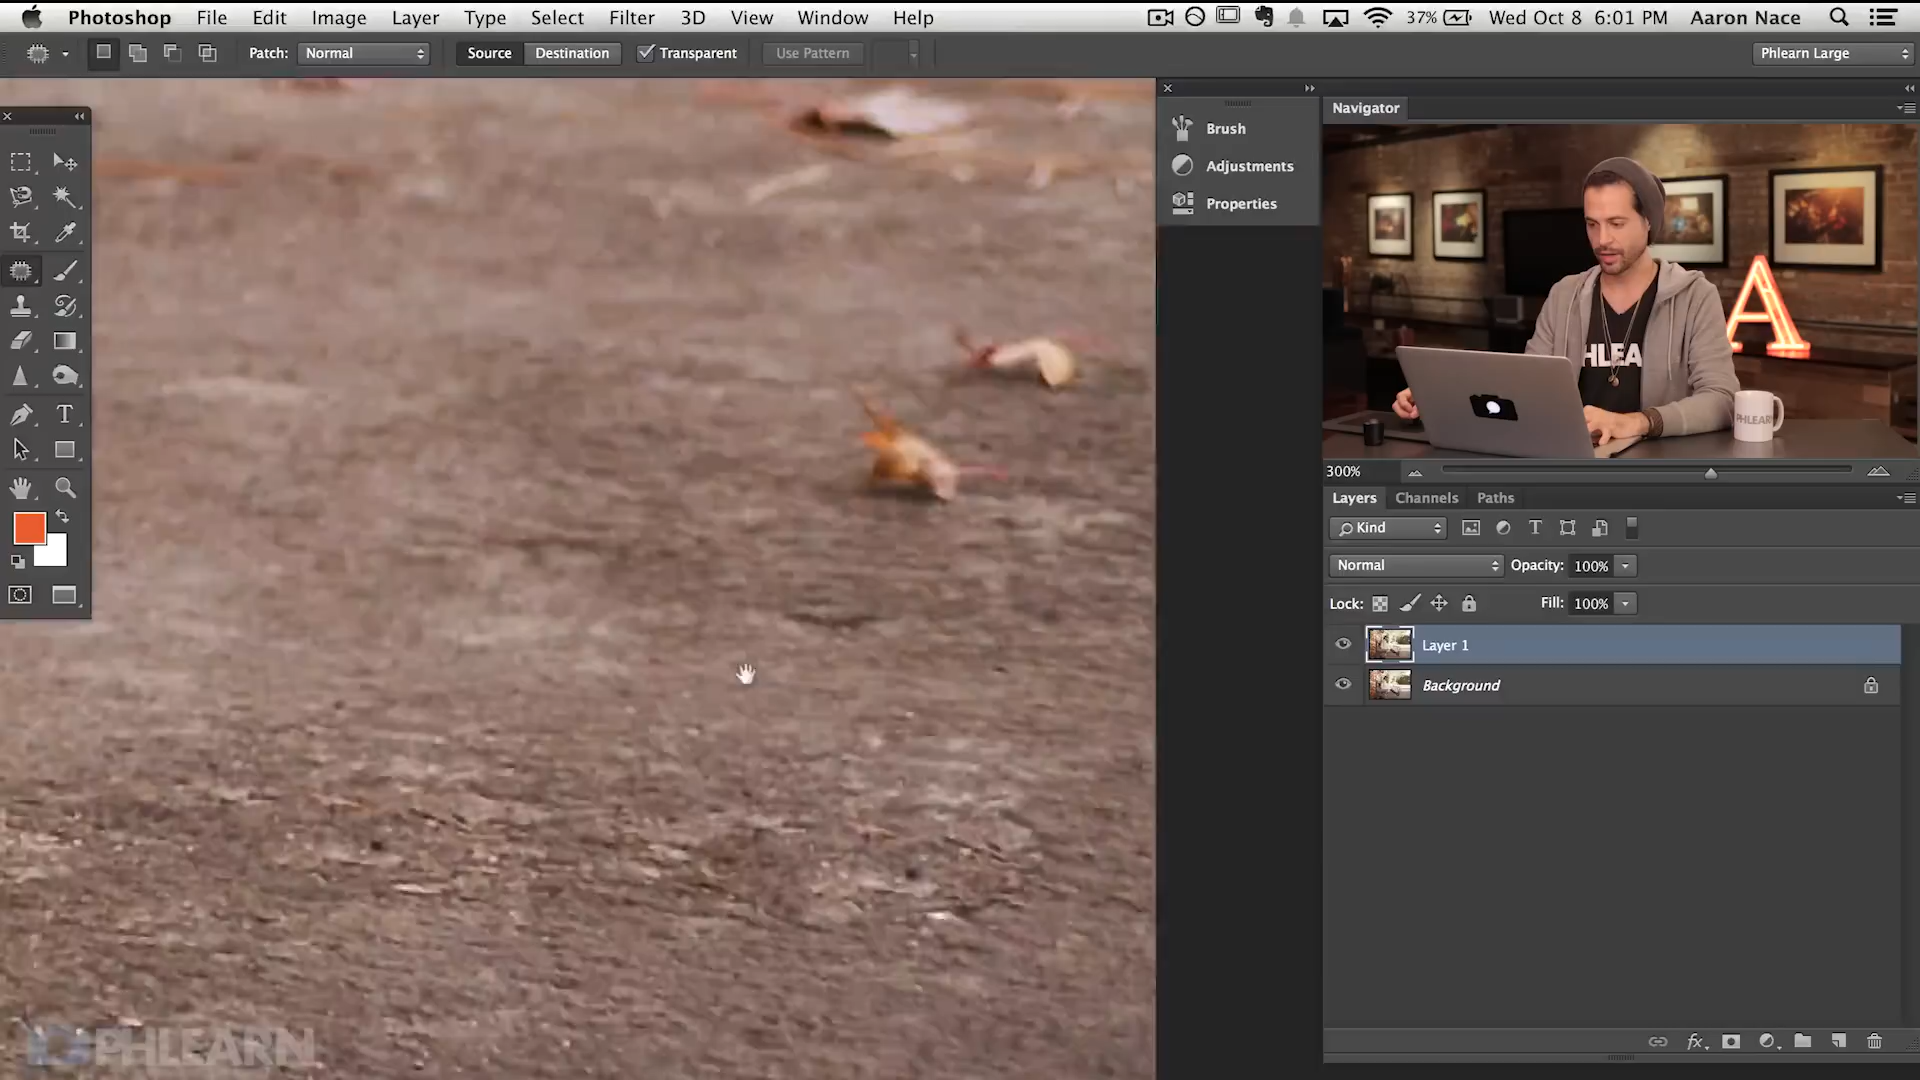 Photoshop File Edit Image Layer Type Select Filter 3D View Window Help 37% Wed Oct 8 6:01 PM Aaron Nace
Patch: Normal Source Destination Transparent Use Pattern Phlearn Large
Navigator
Brush
Adjustments
Properties
A
HLEA
PHLEARN
300%
Layers Channels Paths
Kind T
Normal Opacity: 100%
Lock: Fill: 100%
Layer 1
Background
T
fx
PHLEARN